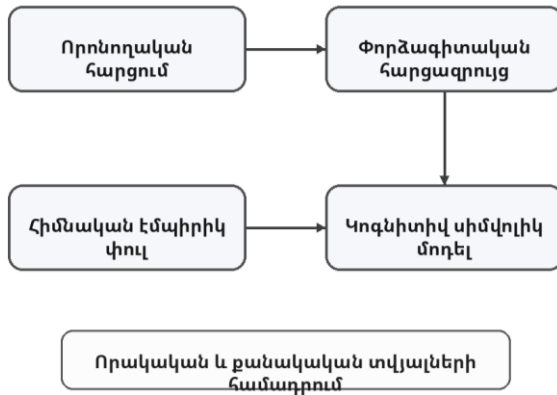 Որոնողական
հարցում
Փորձագիտական
հարցազրույց
Հիմնական էմպիրիկ
փուլ
Կոգնիտիվ սիմվոլիկ
մոդել
Որակական և քանակական տվյալների
համադրում